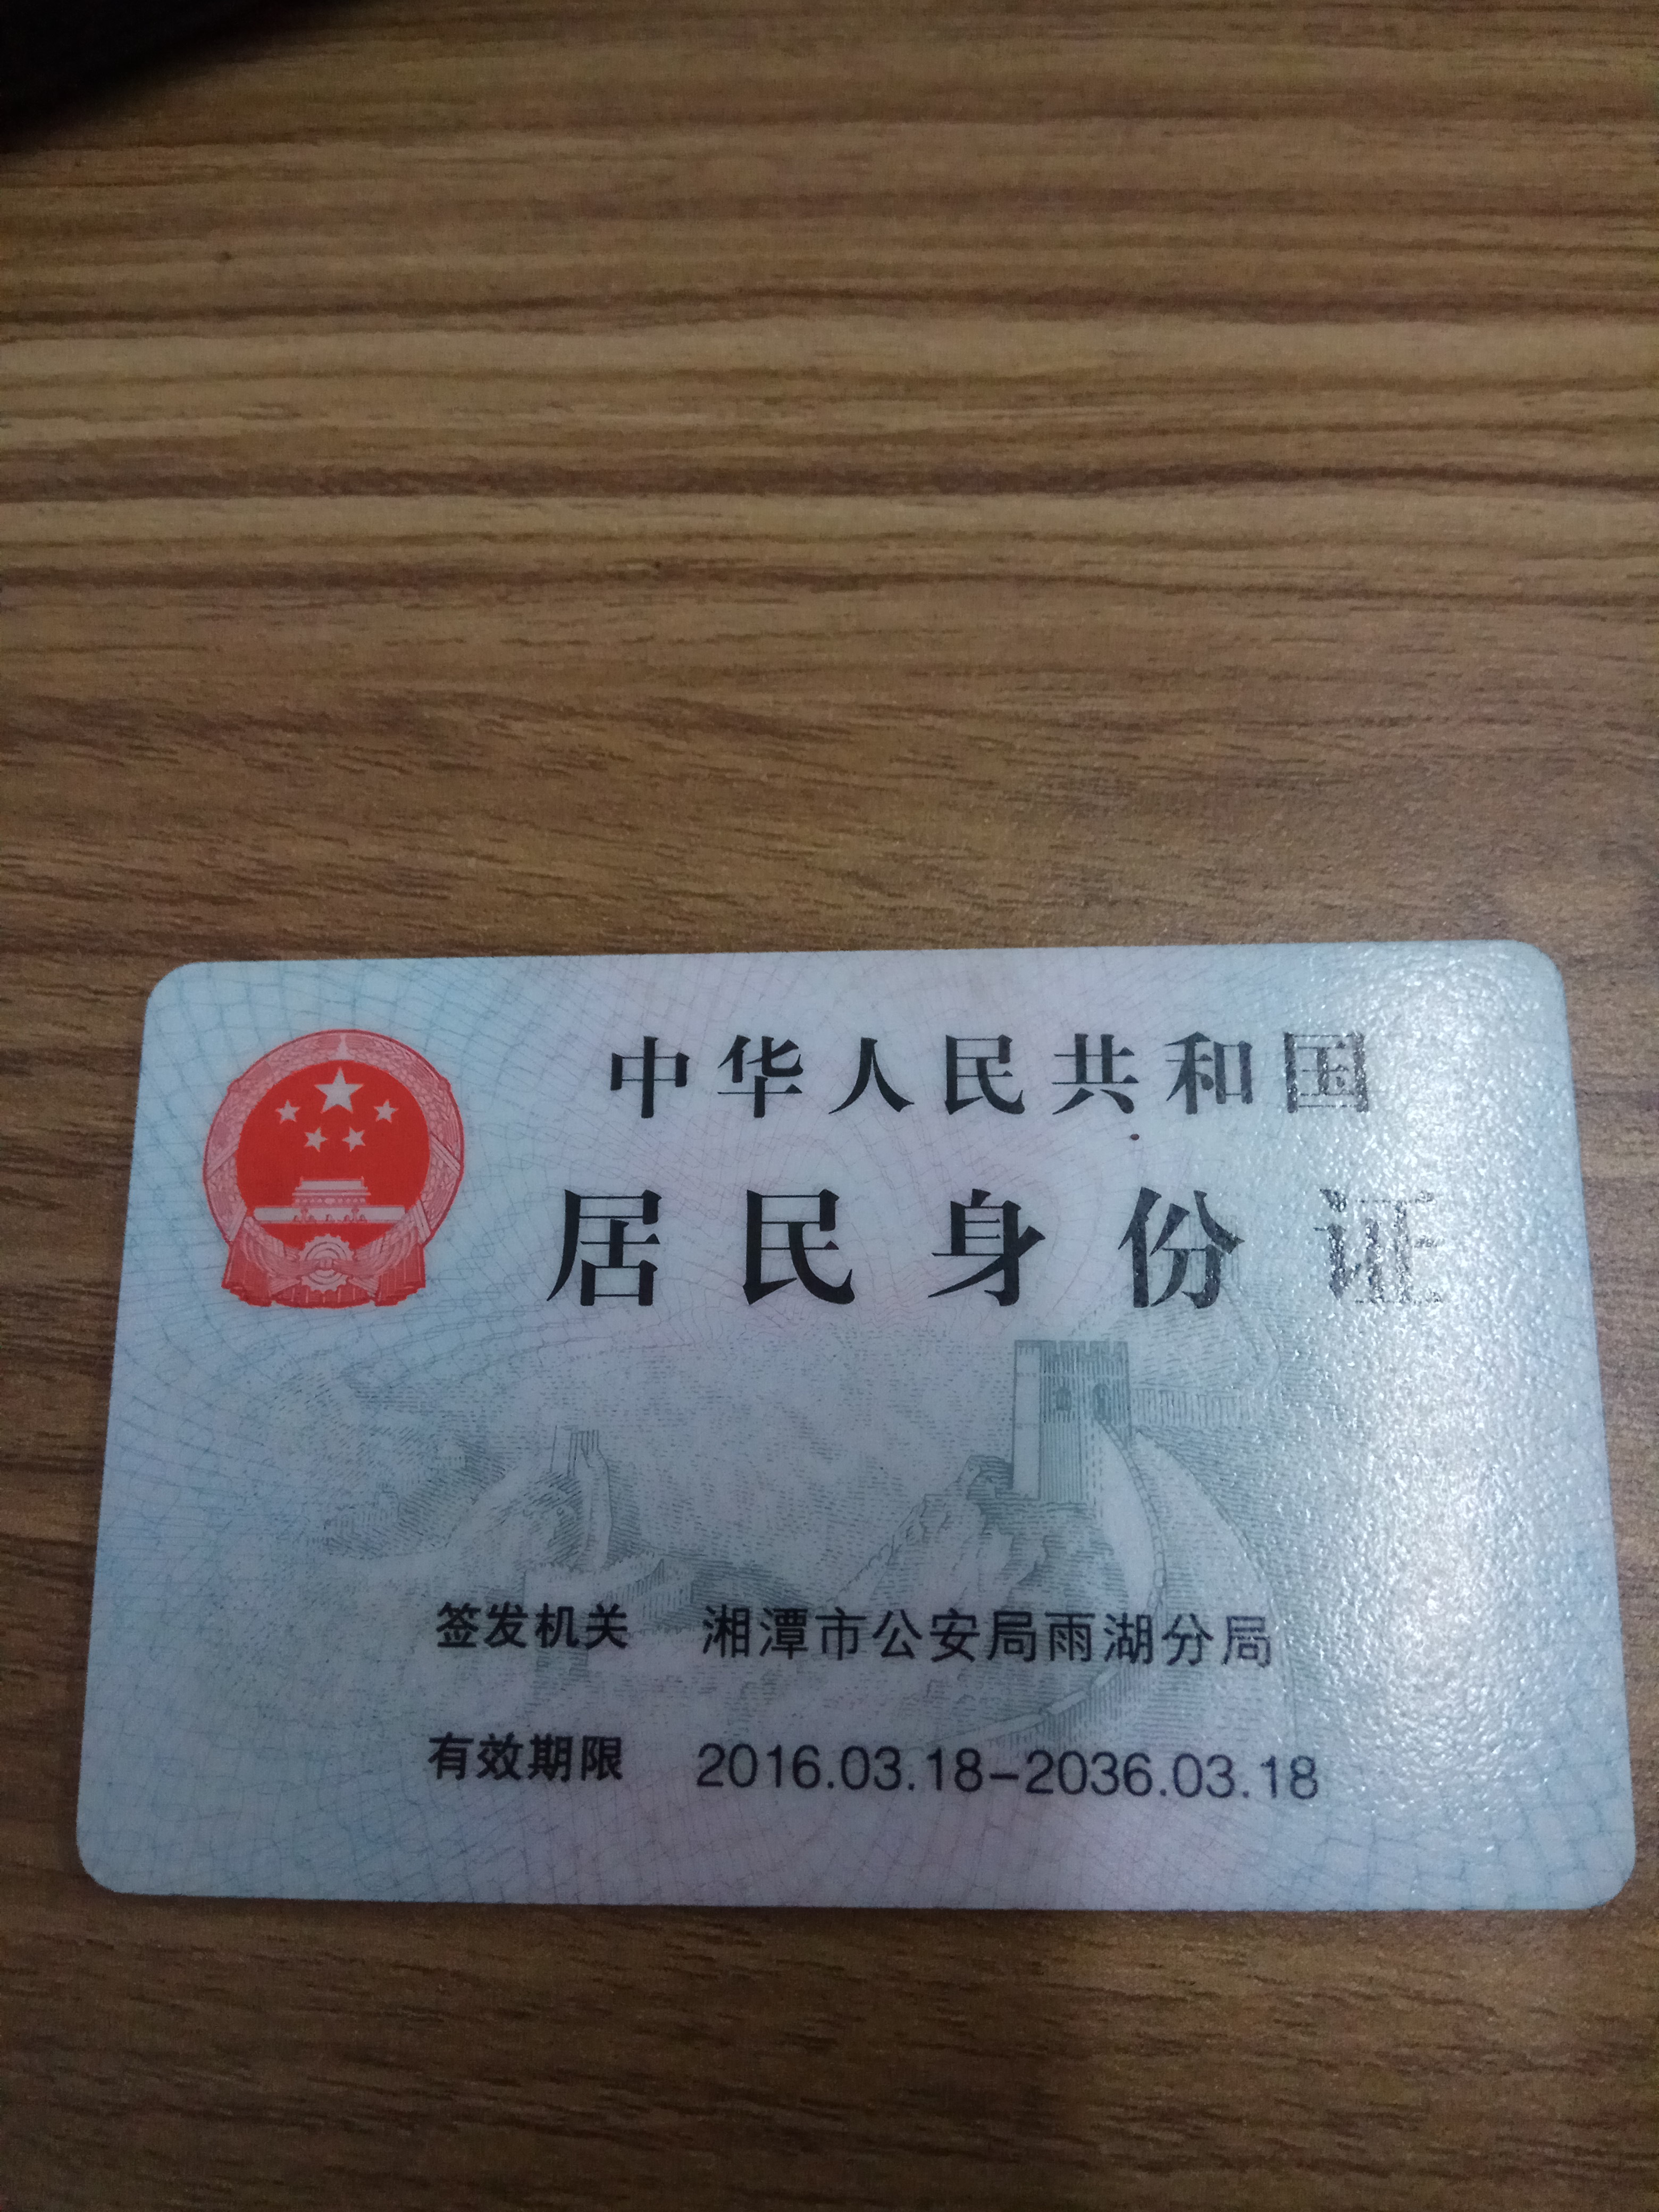 中华人民共和国
居民身份证
签发机关 湘潭市公安局雨湖分局
有效期限 2016.03.18-2036.03.18